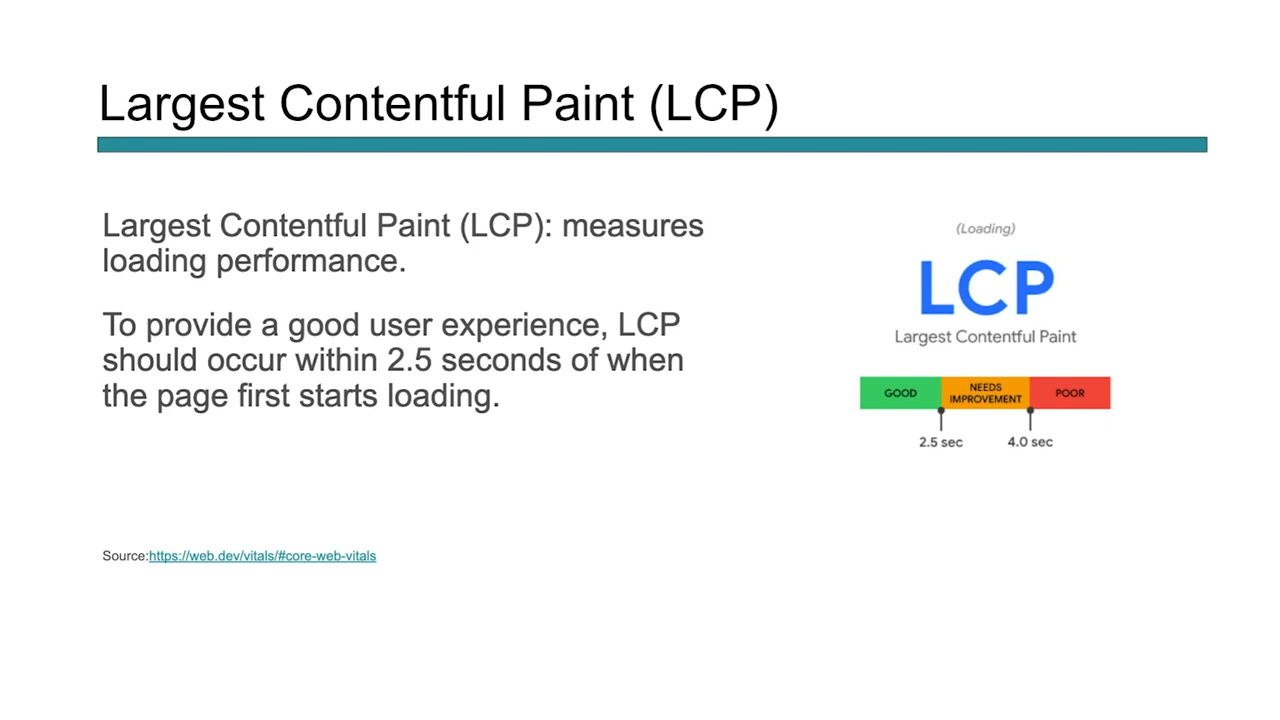 Largest Contentful Paint (LCP)
Largest Contentful Paint (LCP): measures
loading performance.
To provide a good user experience, LCP
should occur within 2.5 seconds of when
the page first starts loading.
(Loading)
LCP
Largest Contentful Paint
GOOD
NEEDS
IMPROVEMENT
POOR
2.5 sec
4.0 sec
Source:https://web.dev/vitals/#core-web-vitals